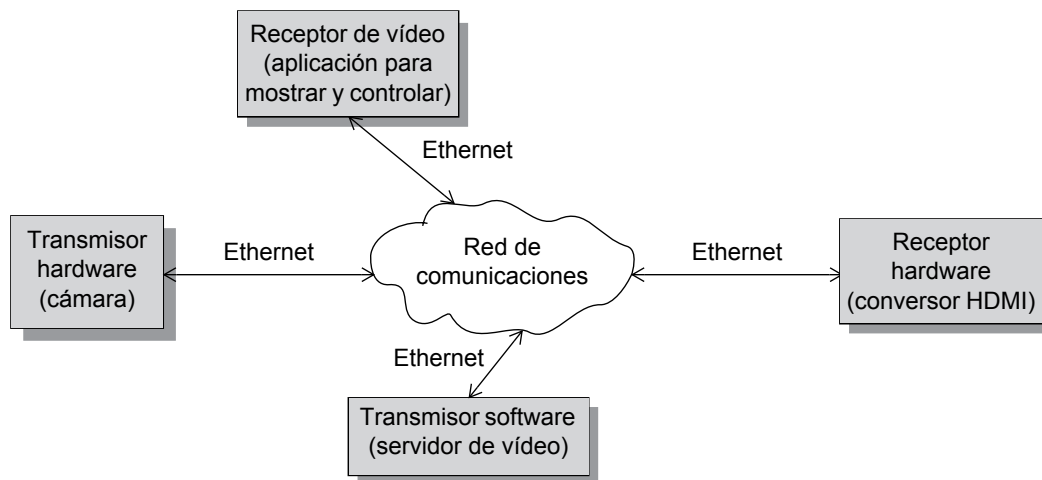 Receptor de vídeo
(aplicación para
mostrar y controlar)
Ethernet
Transmisor
hardware
(cámara)
Ethernet
Red de
comunicaciones
Ethernet
Receptor
hardware
(conversor HDMI)
Ethernet
Transmisor software
(servidor de vídeo)